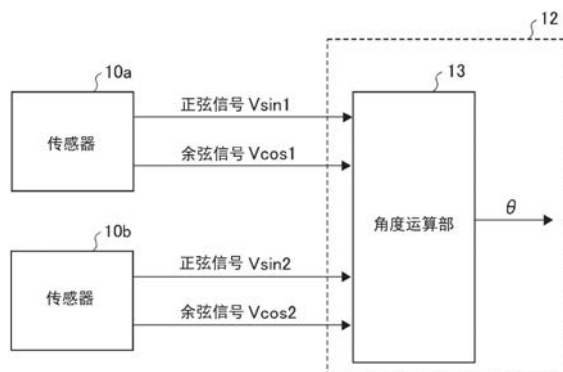 12
10a
传感器
正弦信号 Vsin1
余弦信号 Vcos1
13
角度运算部
θ
10b
传感器
正弦信号 Vsin2
余弦信号 Vcos2